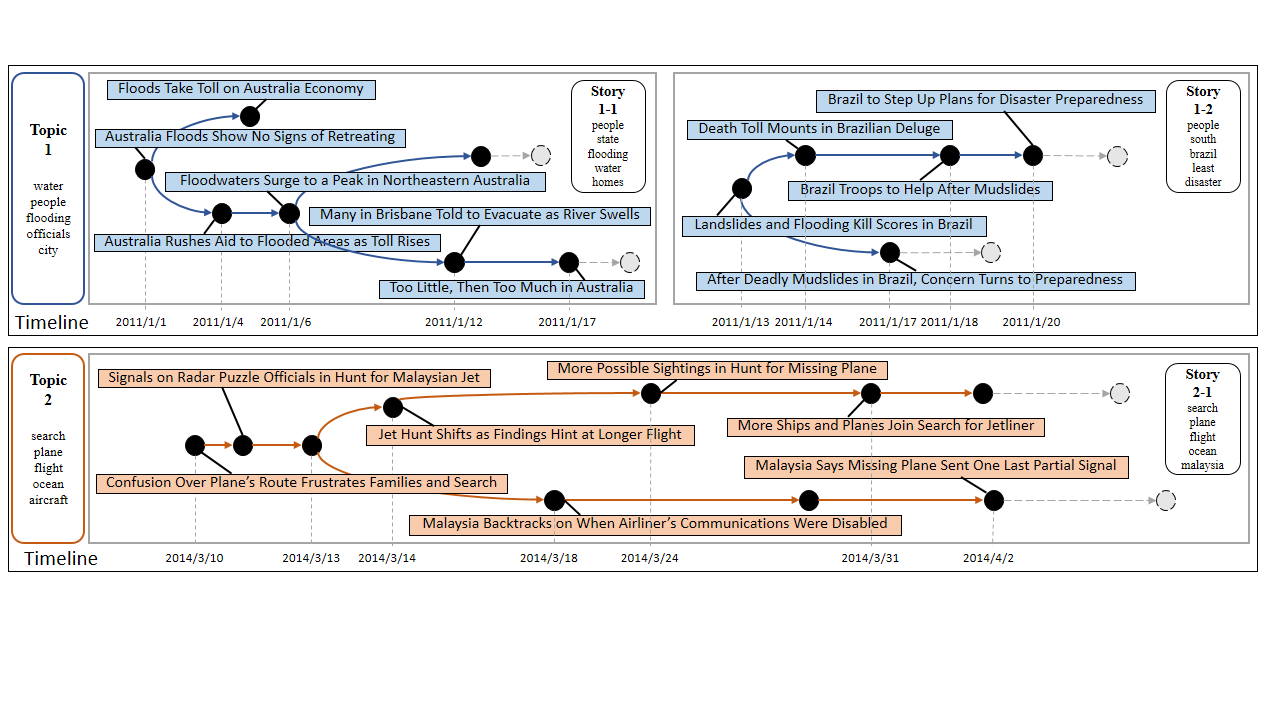 Topic
1
water
people
flooding
officials
city
Floods Take Toll on Australia Economy
Australia Floods Show No Signs of Retreating
Floodwaters Surge to a Peak in Northeastern Australia
Many in Brisbane Told to Evacuate as River Swells
Australia Rushes Aid to Flooded Areas as Toll Rises
Too Little, Then Too Much in Australia
Story
1-1
people
state
flooding
water
homes
Brazil to Step Up Plans for Disaster Preparedness
Death Toll Mounts in Brazilian Deluge
Brazil Troops to Help After Mudslides
Landslides and Flooding Kill Scores in Brazil
After Deadly Mudslides in Brazil, Concern Turns to Preparedness
Story
1-2
people
south
brazil
least
disaster
Timeline
2011/1/1
2011/1/4
2011/1/6
2011/1/12
2011/1/17
2011/1/13
2011/1/14
2011/1/17
2011/1/18
2011/1/20
Topic
2
search
plane
flight
ocean
aircraft
Signals on Radar Puzzle Officials in Hunt for Malaysian Jet
More Possible Sightings in Hunt for Missing Plane
Jet Hunt Shifts as Findings Hint at Longer Flight
More Ships and Planes Join Search for Jetliner
Malaysia Says Missing Plane Sent One Last Partial Signal
Confusion Over Plane’s Route Frustrates Families and Search
Malaysia Backtracks on When Airliner’s Communications Were Disabled
Story
2-1
search
plane
flight
ocean
malaysia
Timeline
2014/3/10
2014/3/13
2014/3/14
2014/3/18
2014/3/24
2014/3/31
2014/4/2